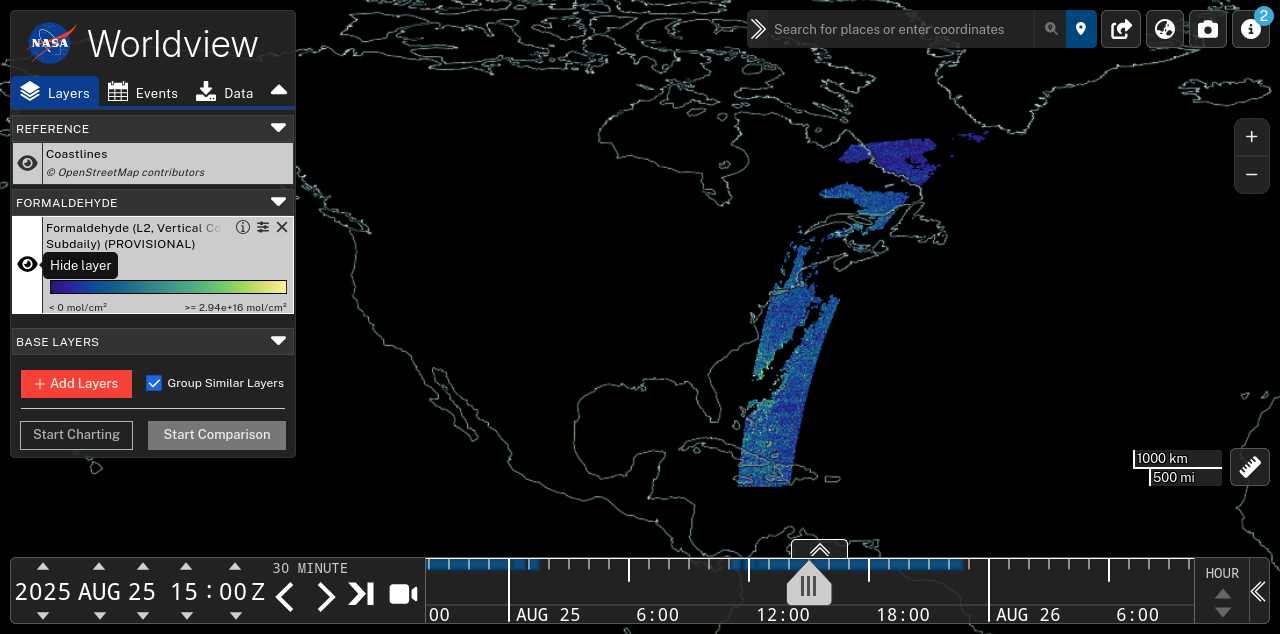 NASA
Worldview
Search for places or enter coordinates
2
Layers
Events
Data
REFERENCE
Coastlines
© OpenStreetMap contributors
FORMALDEHYDE
Formaldehyde (L2, Vertical Co
Subdaily) (PROVISIONAL)
Hide layer
< 0 mol/cm²
>= 2.94e+16 mol/cm²
BASE LAYERS
+ Add Layers
Group Similar Layers
Start Charting
Start Comparison
1000 km
500 mi
2025 AUG 25 15:00Z
30 MINUTE
00
AUG 25
6:00
12:00
18:00
AUG 26
6:00
HOUR